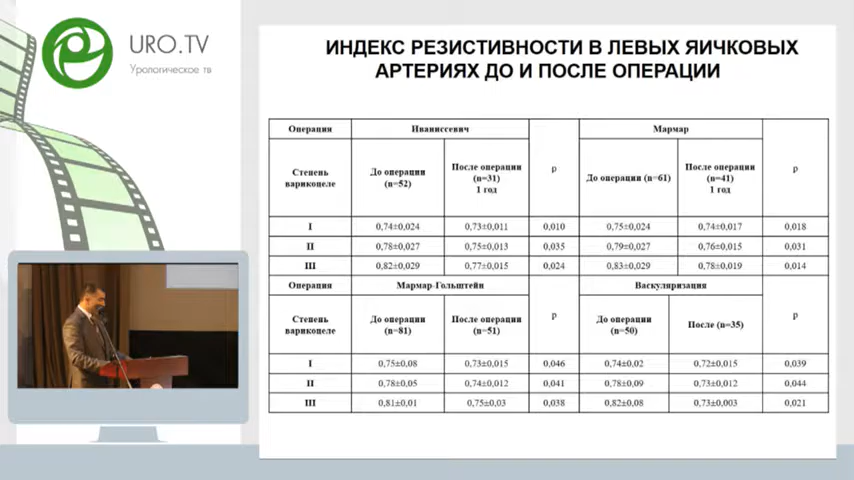 URO.TV
Урологическое тв
ИНДЕКС РЕЗИСТИВНОСТИ В ЛЕВЫХ ЯИЧКОВЫХ
АРТЕРИЯХ ДО И ПОСЛЕ ОПЕРАЦИИ
Операция Иваниссевич р Мармар р
Степень варикоцеле До операции (n=52) После операции (n=31) 1 год До операции (n=61) После операции (n=41) 1 год
I 0,74±0,024 0,73±0,011 0,010 0,75±0,024 0,74±0,017 0,018
II 0,78±0,027 0,75±0,013 0,035 0,79±0,027 0,76±0,015 0,031
III 0,82±0,029 0,77±0,015 0,024 0,83±0,029 0,78±0,019 0,014
Операция Мармар-Гольштейн р Васкуляризация р
Степень варикоцеле До операции (n=81) После операции (n=51) До операции (n=50) После (n=35)
I 0,75±0,08 0,73±0,015 0,046 0,74±0,02 0,72±0,015 0,039
II 0,78±0,05 0,74±0,012 0,041 0,78±0,09 0,73±0,012 0,044
III 0,81±0,01 0,75±0,03 0,038 0,82±0,08 0,73±0,003 0,021